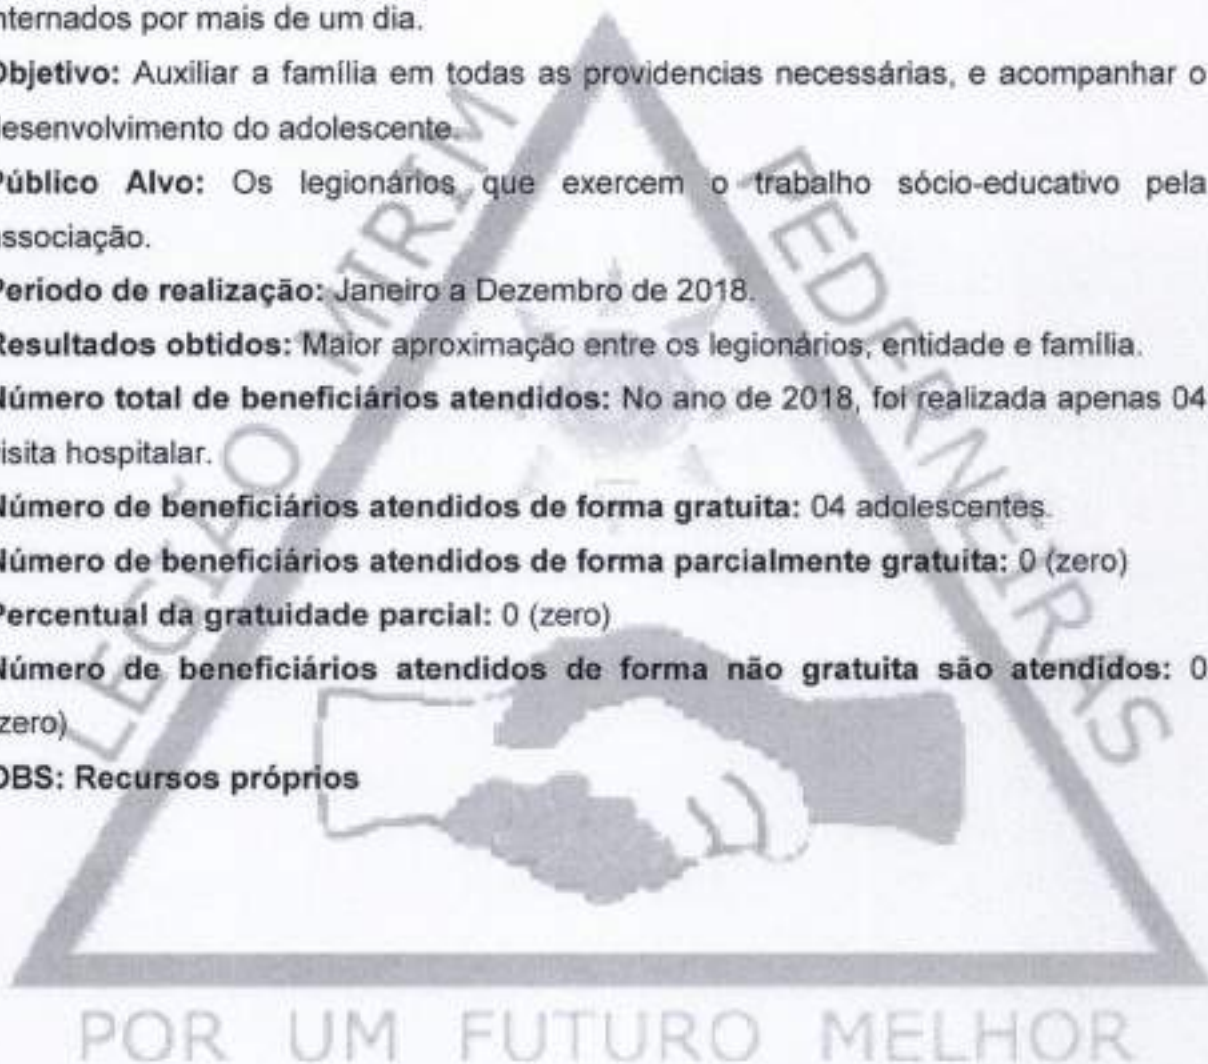 nternados por mais de um dia.
Objetivo: Auxiliar a família em todas as providencias necessárias, e acompanhar o
desenvolvimento do adolescente.
Público Alvo: Os legionários que exercem o trabalho sócio-educativo pela
associação.
Periodo de realização: Janeiro a Dezembro de 2018.
Resultados obtidos: Maior aproximação entre os legionários, entidade e família.
Número total de beneficiários atendidos: No ano de 2018, foi realizada apenas 04
visita hospitalar.
Número de beneficiários atendidos de forma gratuita: 04 adolescentes.
Número de beneficiários atendidos de forma parcialmente gratuita: 0 (zero)
Percentual da gratuidade parcial: 0 (zero)
Número de beneficiários atendidos de forma não gratuita são atendidos: 0
(zero)
OBS: Recursos próprios
LEGIÃO MIRIM
PEDERNEIRAS
POR UM FUTURO MELHOR